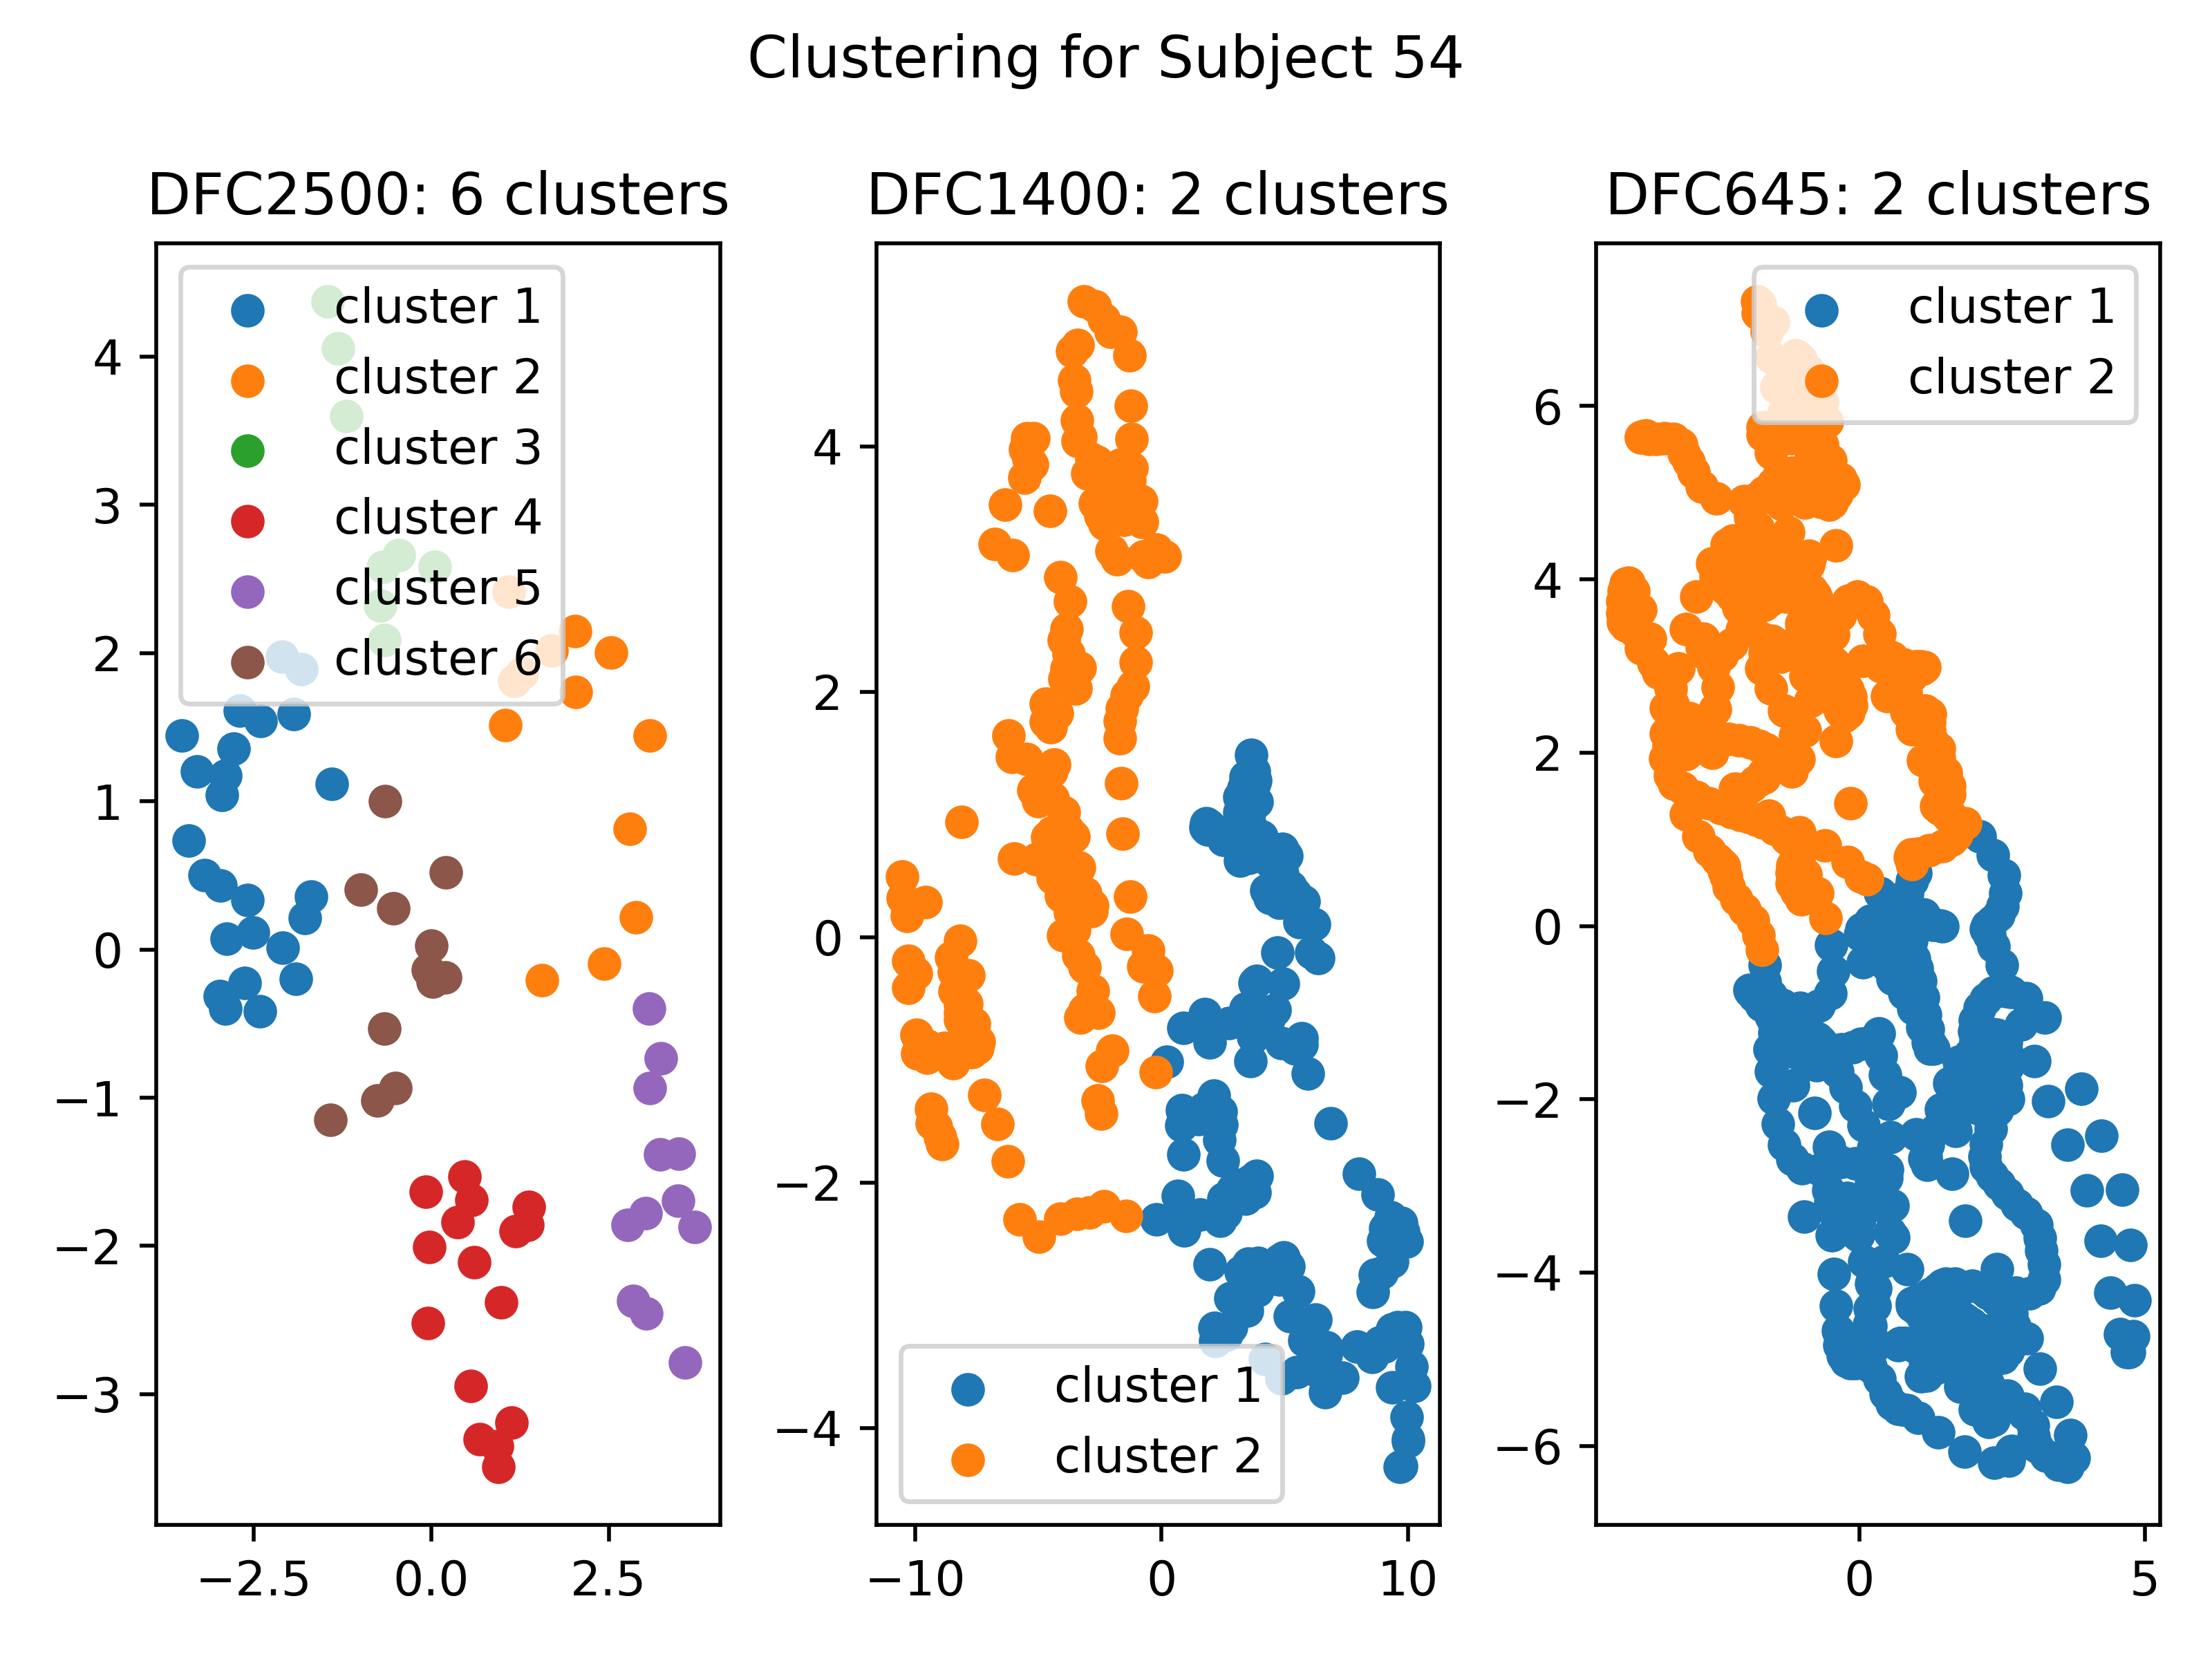 Clustering for Subject 54
DFC2500: 6 clusters
4
3
2
1
0
−1
−2
−3
−2.5
0.0
2.5
cluster 1
cluster 2
cluster 3
cluster 4
cluster 5
cluster 6
DFC1400: 2 clusters
4
2
0
−2
−4
−10
0
10
cluster 1
cluster 2
DFC645: 2 clusters
6
4
2
0
−2
−4
−6
0
5
cluster 1
cluster 2